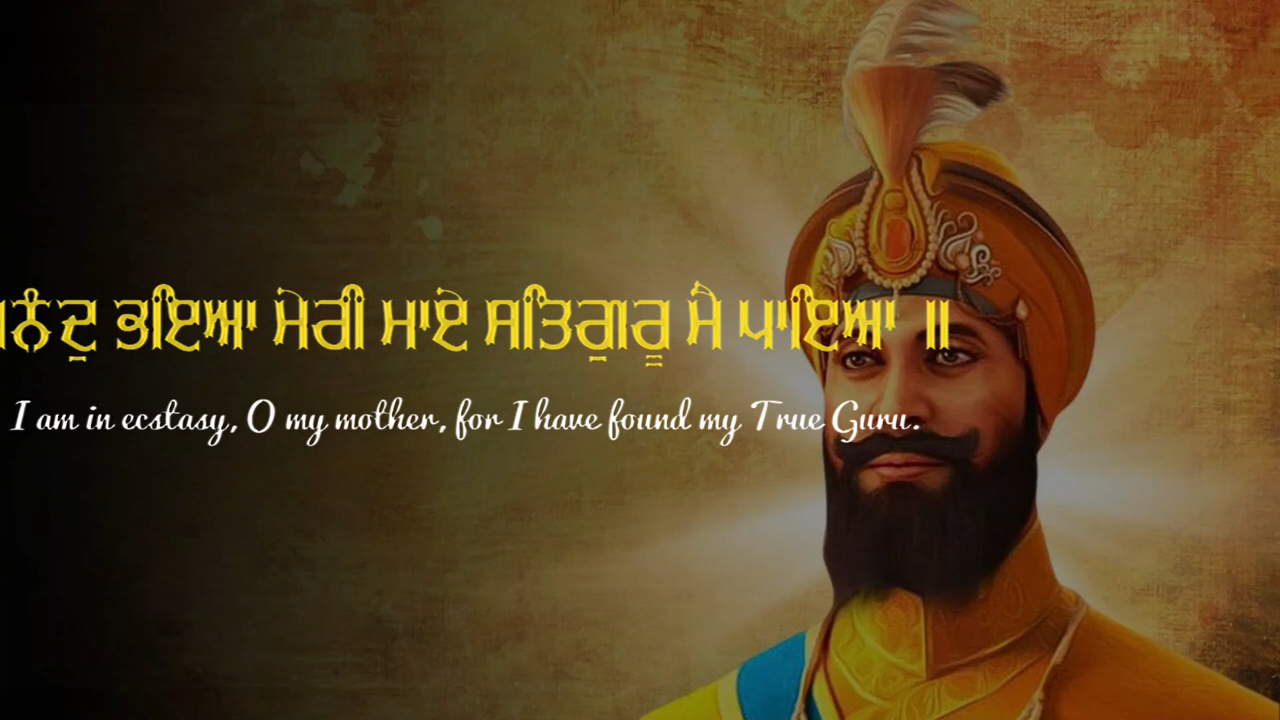 ਭਇਆ ਮੇਰੀ ਮਾਏ ਸਤਿਗੁਰੂ ਮੈ ਪਾਇਆ ॥
I am in ecstasy, O my mother, for I have found my True Guru.